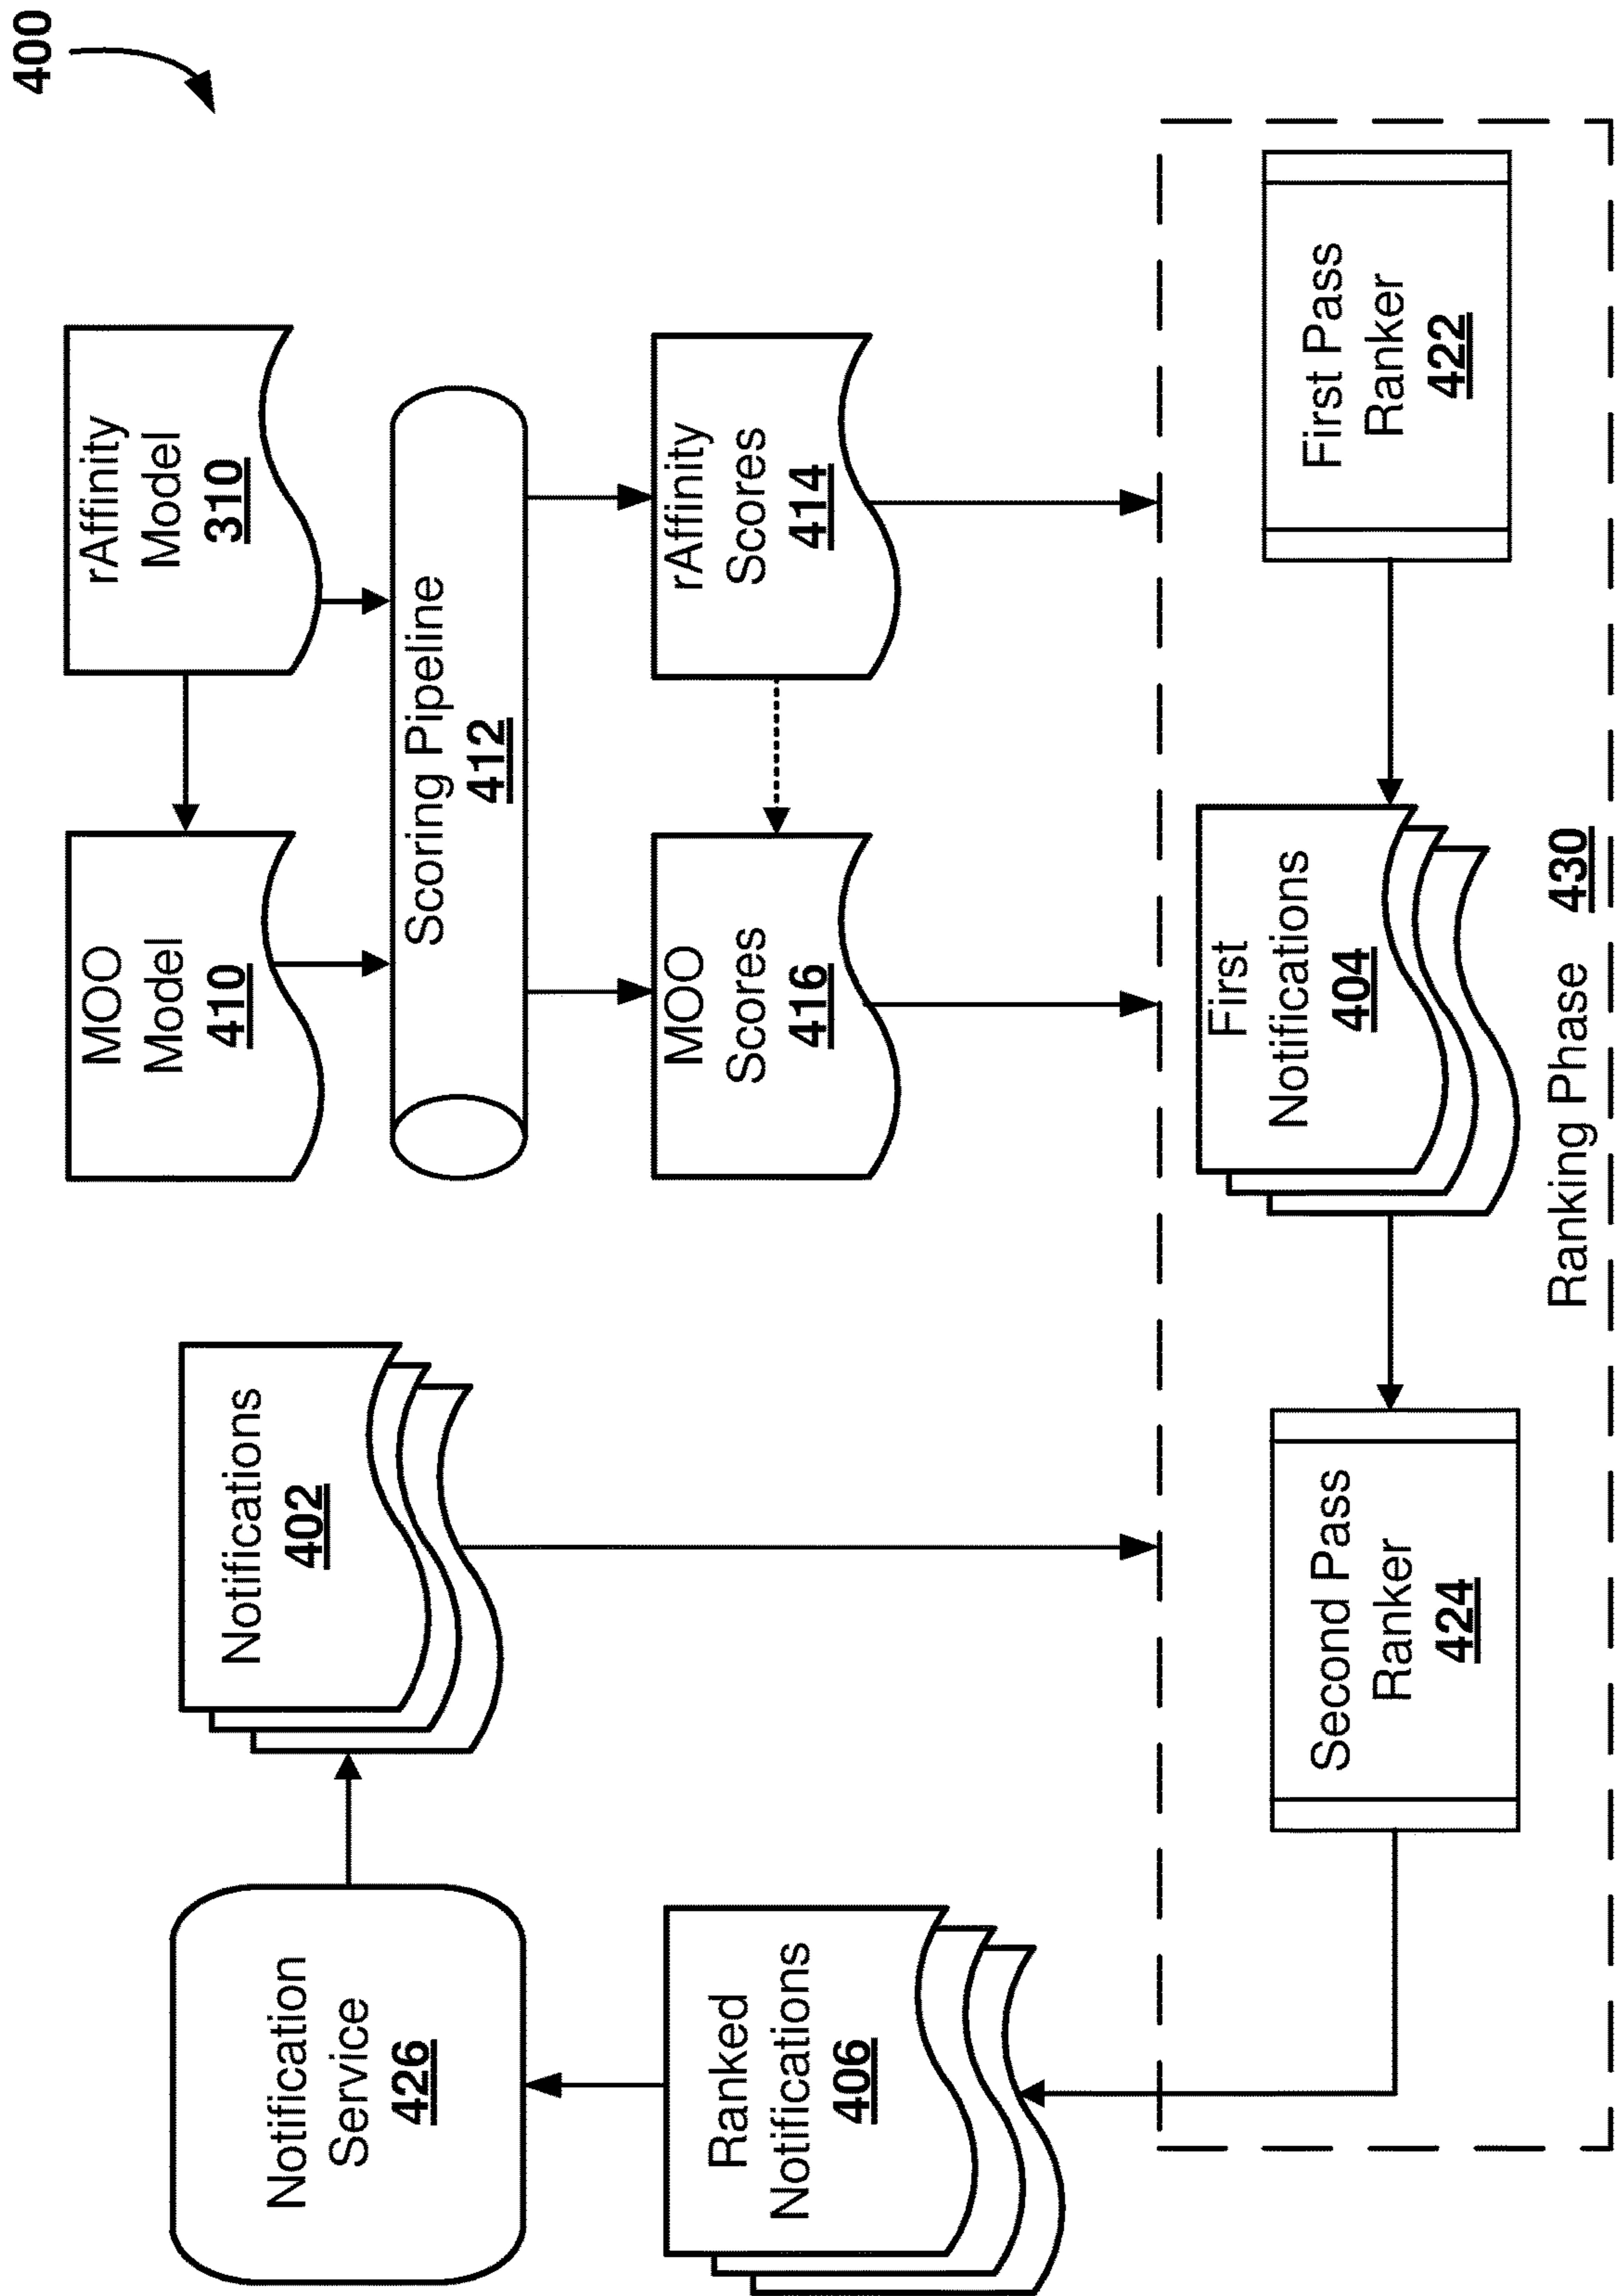 400
Notification
Service
426
Notifications
402
MOO
Model
410
rAffinity
Model
310
Scoring Pipeline
412
Ranked
Notifications
406
MOO
Scores
416
rAffinity
Scores
414
Second Pass
Ranker
424
First
Notifications
404
First Pass
Ranker
422
Ranking Phase 430